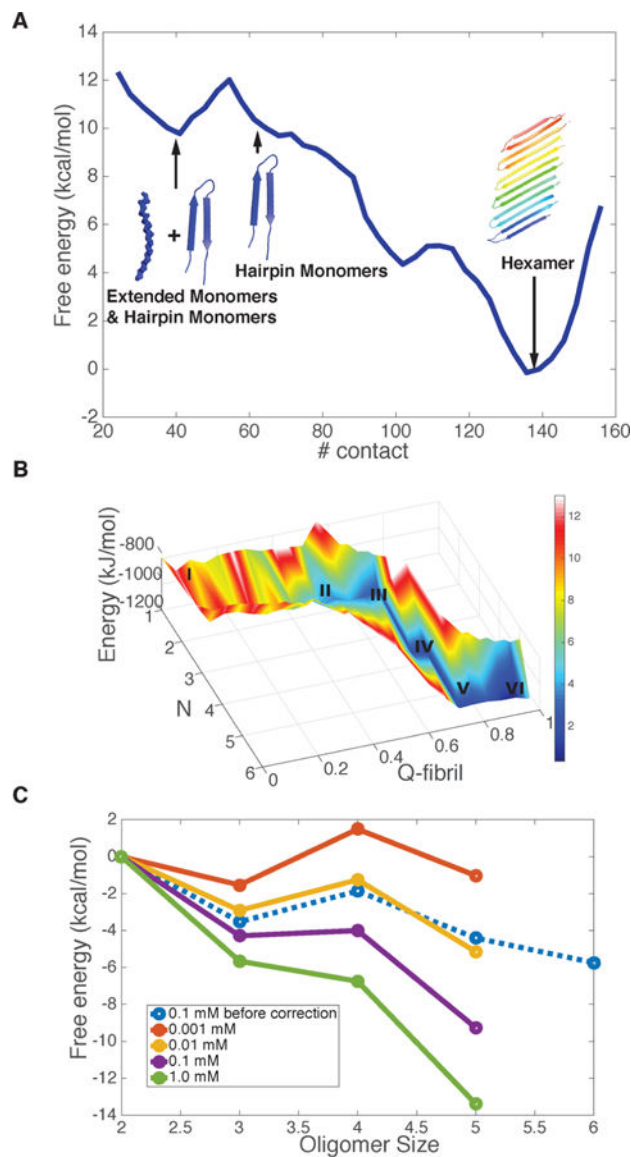 A
14
12
10
8
6
4
2
0
-2
Free energy (kcal/mol)
+
Extended Monomers
& Hairpin Monomers
Hairpin Monomers
Hexamer
20 40 60 80 100 120 140 160
# contact
B
Energy (kJ/mol)
-800
-1000
-1200
1
2
3
4
5
6
N
0 0.2 0.4 0.6 0.8 1
Q-fibril
I
II
III
IV
V
VI
12
10
8
6
4
2
C
2
0
-2
-4
-6
-8
-10
-12
-14
Free energy (kcal/mol)
0.1 mM before correction
0.001 mM
0.01 mM
0.1 mM
1.0 mM
2 2.5 3 3.5 4 4.5 5 5.5 6
Oligomer Size